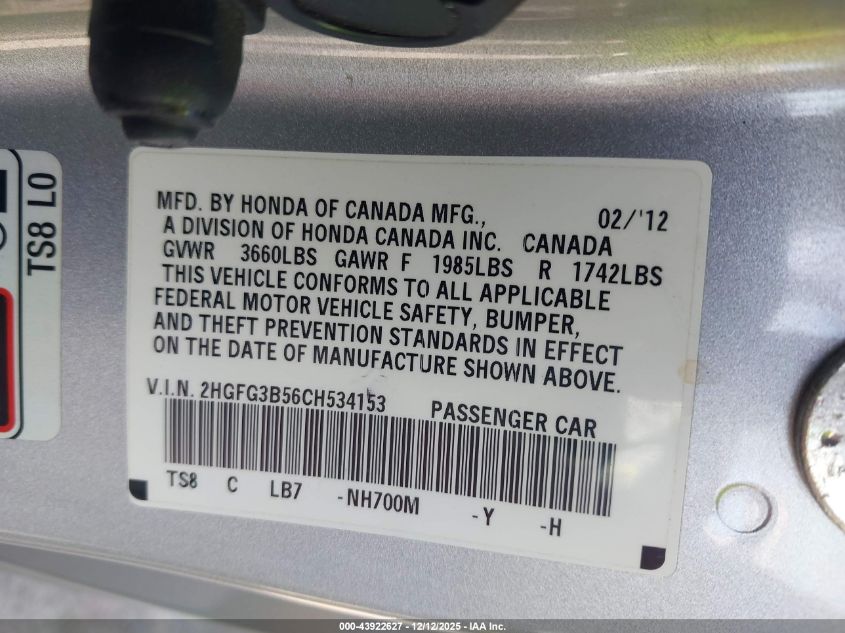 TS8 L0
MFD. BY HONDA OF CANADA MFG., 02/'12
A DIVISION OF HONDA CANADA INC. CANADA
GVWR 3660LBS GAWR F 1985LBS R 1742LBS
THIS VEHICLE CONFORMS TO ALL APPLICABLE
FEDERAL MOTOR VEHICLE SAFETY, BUMPER,
AND THEFT PREVENTION STANDARDS IN EFFECT
ON THE DATE OF MANUFACTURE SHOWN ABOVE.
V.I.N. 2HGFG3B56CH534153 PASSENGER CAR
TS8 C LB7 -NH700M -Y -H
000-43922627 - 12/12/2025 - IAA Inc.